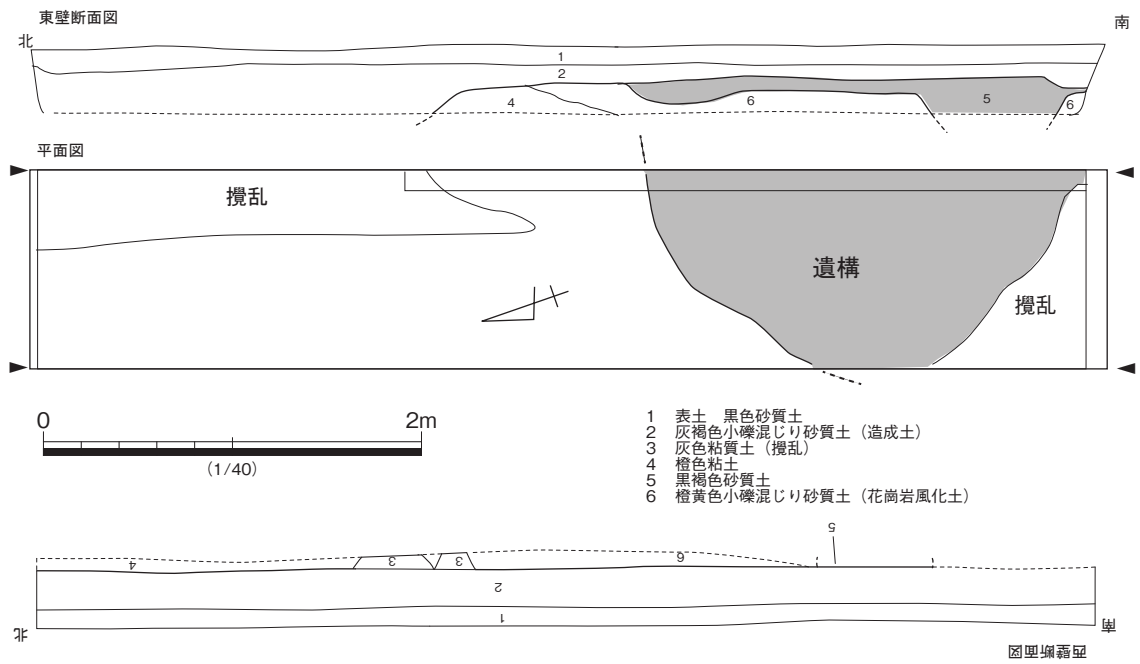 東壁断面図
北
南
1
2
4
6
5
6
平面図
攪乱
遺構
攪乱
0 2m
(1/40)
1 表土 黒色砂質土
2 灰褐色小礫混じり砂質土（造成土）
3 灰色粘質土（攪乱）
4 橙色粘土
5 黒褐色砂質土
6 橙黄色小礫混じり砂質土（花崗岩風化土）
5
4
3
3
6
2
1
北
南
西壁断面図